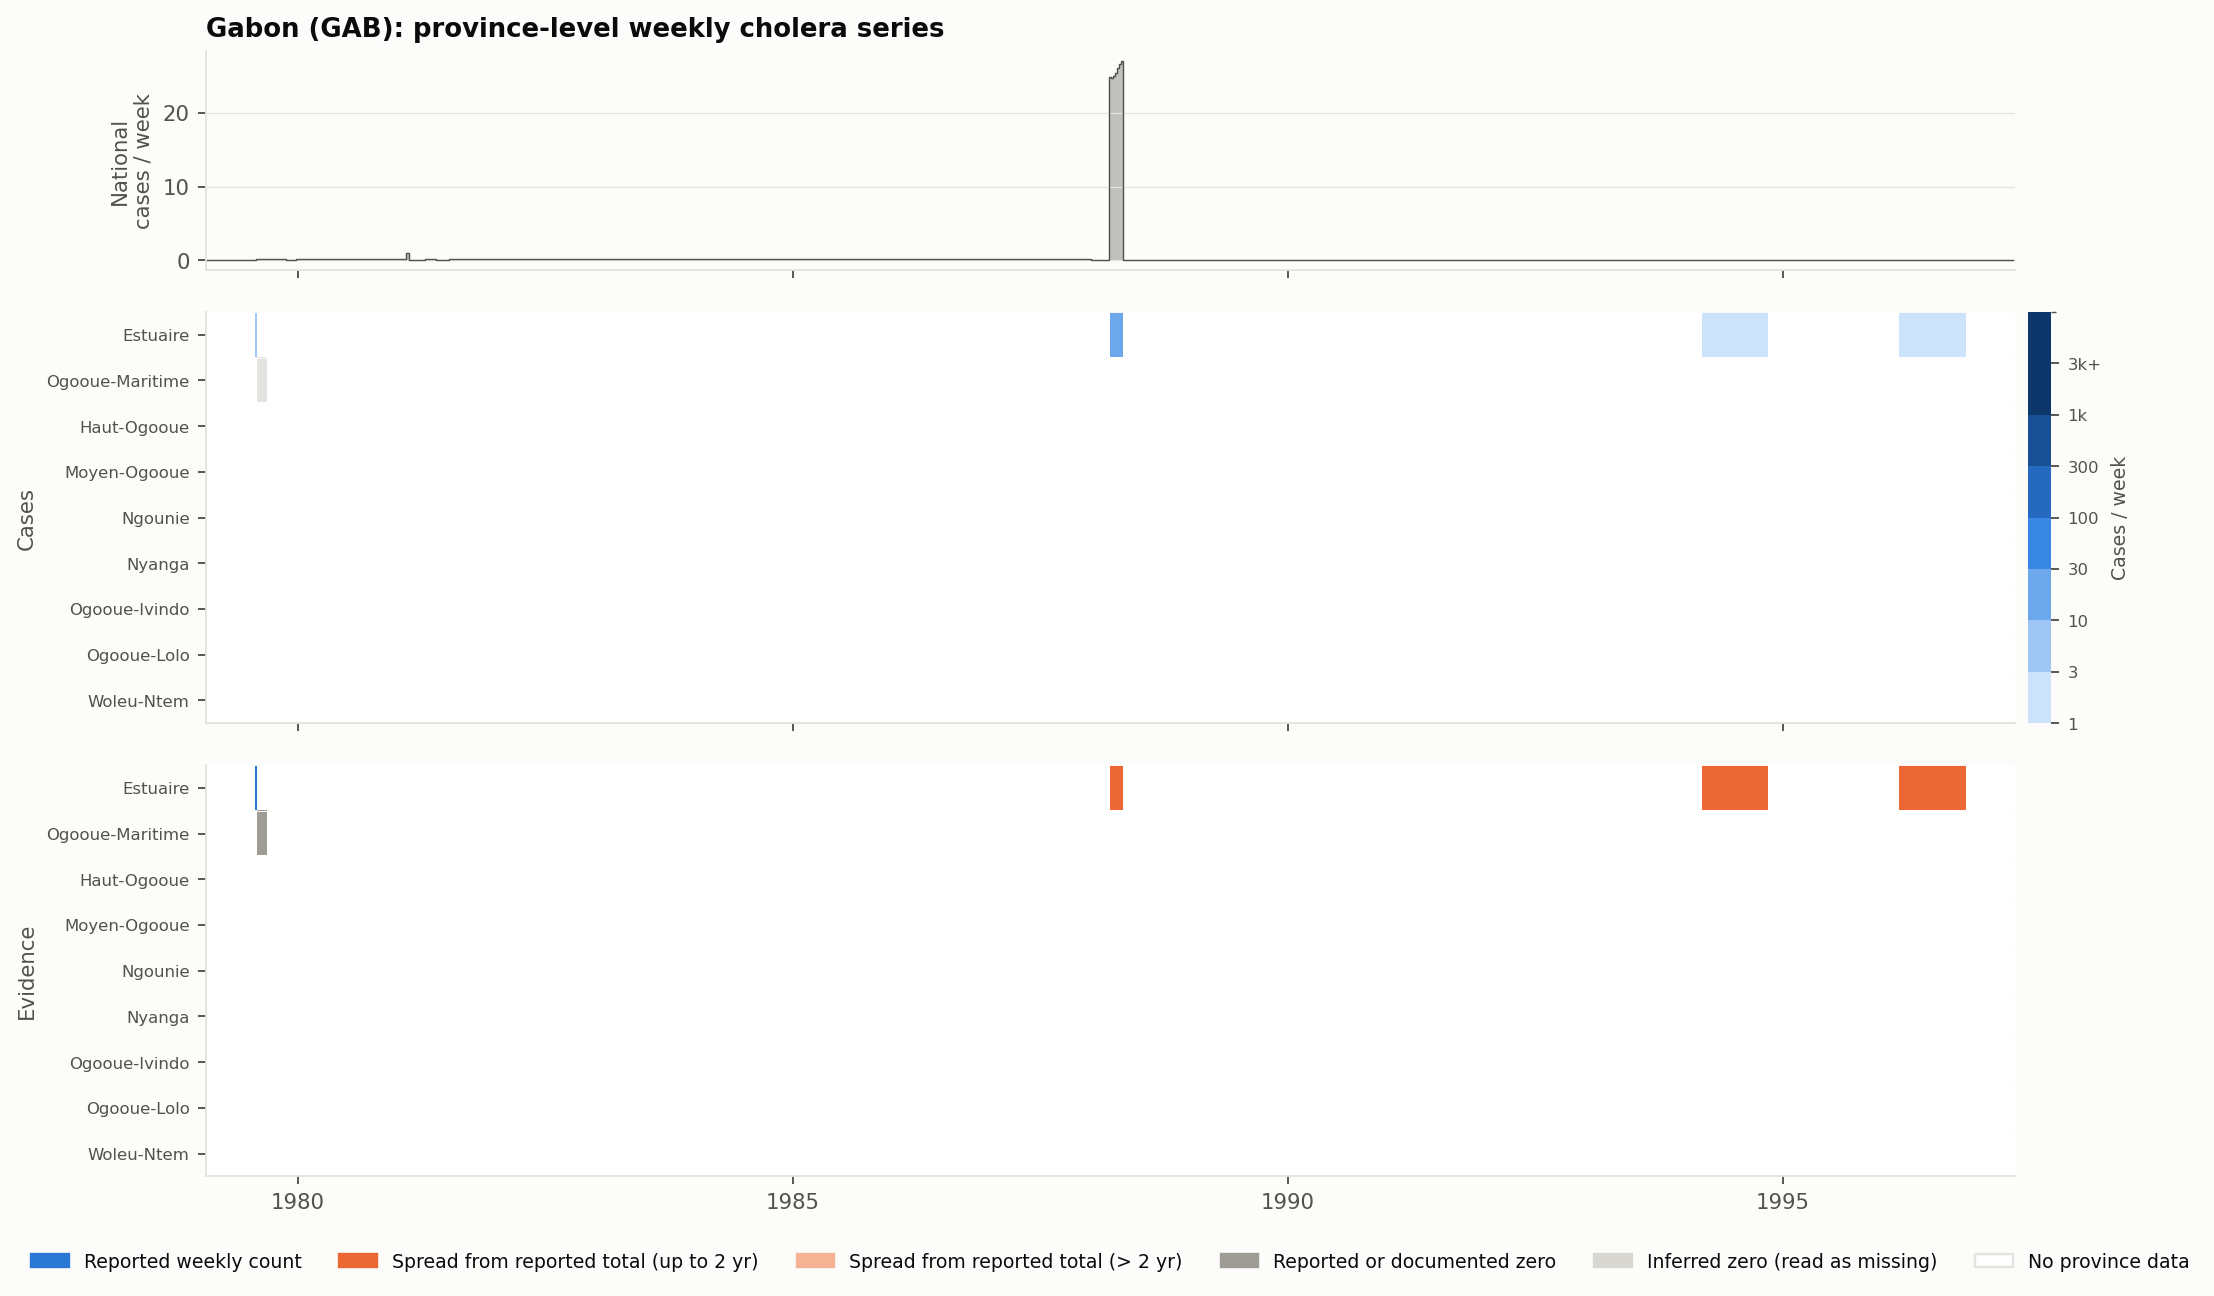 Gabon (GAB): province-level weekly cholera series
National
cases / week
20
10
0
Cases
Estuaire
Ogooue-Maritime
Haut-Ogooue
Moyen-Ogooue
Ngounie
Nyanga
Ogooue-Ivindo
Ogooue-Lolo
Woleu-Ntem
3k+
1k
300
100
30
10
3
1
Cases / week
Evidence
Estuaire
Ogooue-Maritime
Haut-Ogooue
Moyen-Ogooue
Ngounie
Nyanga
Ogooue-Ivindo
Ogooue-Lolo
Woleu-Ntem
1980
1985
1990
1995
Reported weekly count
Spread from reported total (up to 2 yr)
Spread from reported total (> 2 yr)
Reported or documented zero
Inferred zero (read as missing)
No province data